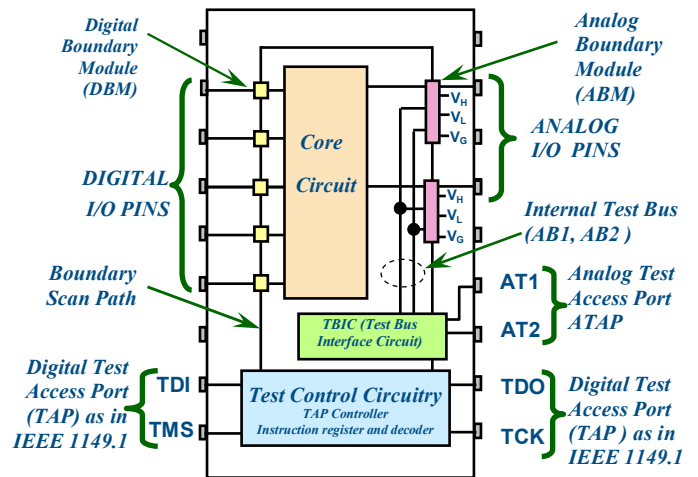 Digital
Boundary
Module
(DBM)
Analog
Boundary
Module
(ABM)
DIGITAL
I/O PINS
Core
Circuit
VH
VL
VG
ANALOG
I/O PINS
VH
VL
VG
Internal Test Bus
(AB1, AB2 )
Boundary
Scan Path
TBIC (Test Bus
Interface Circuit)
AT1
AT2
Analog Test
Access Port
ATAP
Digital Test
Access Port
(TAP) as in
IEEE 1149.1
TDI
TMS
Test Control Circuitry
TAP Controller
Instruction register and decoder
TDO
TCK
Digital Test
Access Port
(TAP ) as in
IEEE 1149.1